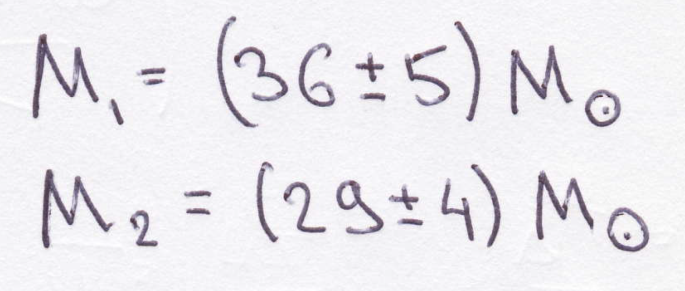 M₁ = (36 ± 5) M☉
M₂ = (29 ± 4) M☉